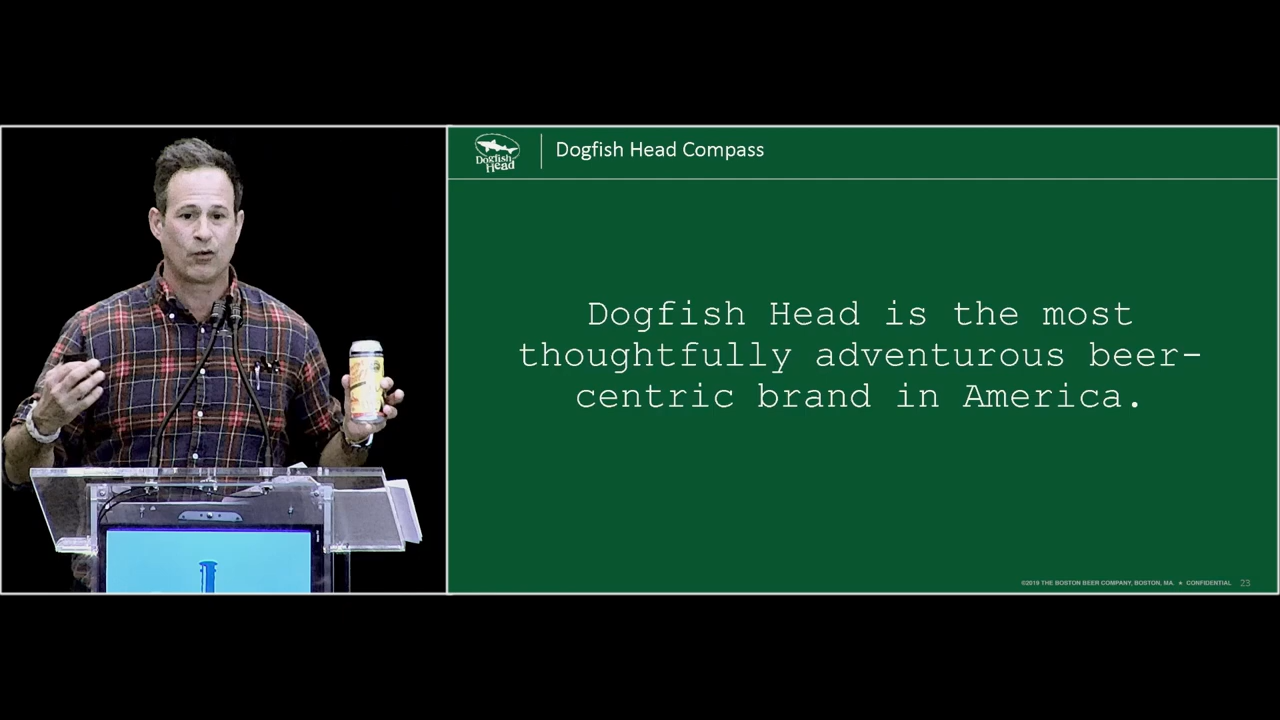 Dogfish
Head
Dogfish Head Compass
Dogfish Head is the most
thoughtfully adventurous beer-
centric brand in America.
©2019 THE BOSTON BEER COMPANY, BOSTON, MA. ★ CONFIDENTIAL 23